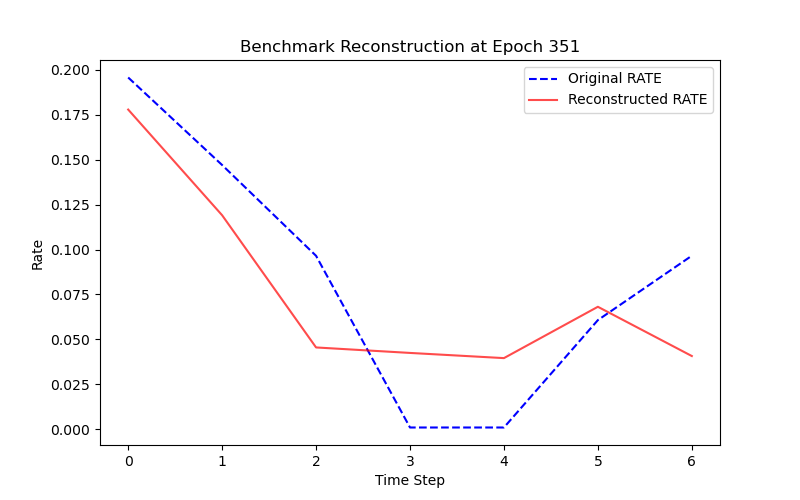 Benchmark Reconstruction at Epoch 351
Original RATE
Reconstructed RATE
Rate
0.200
0.175
0.150
0.125
0.100
0.075
0.050
0.025
0.000
0 1 2 3 4 5 6
Time Step